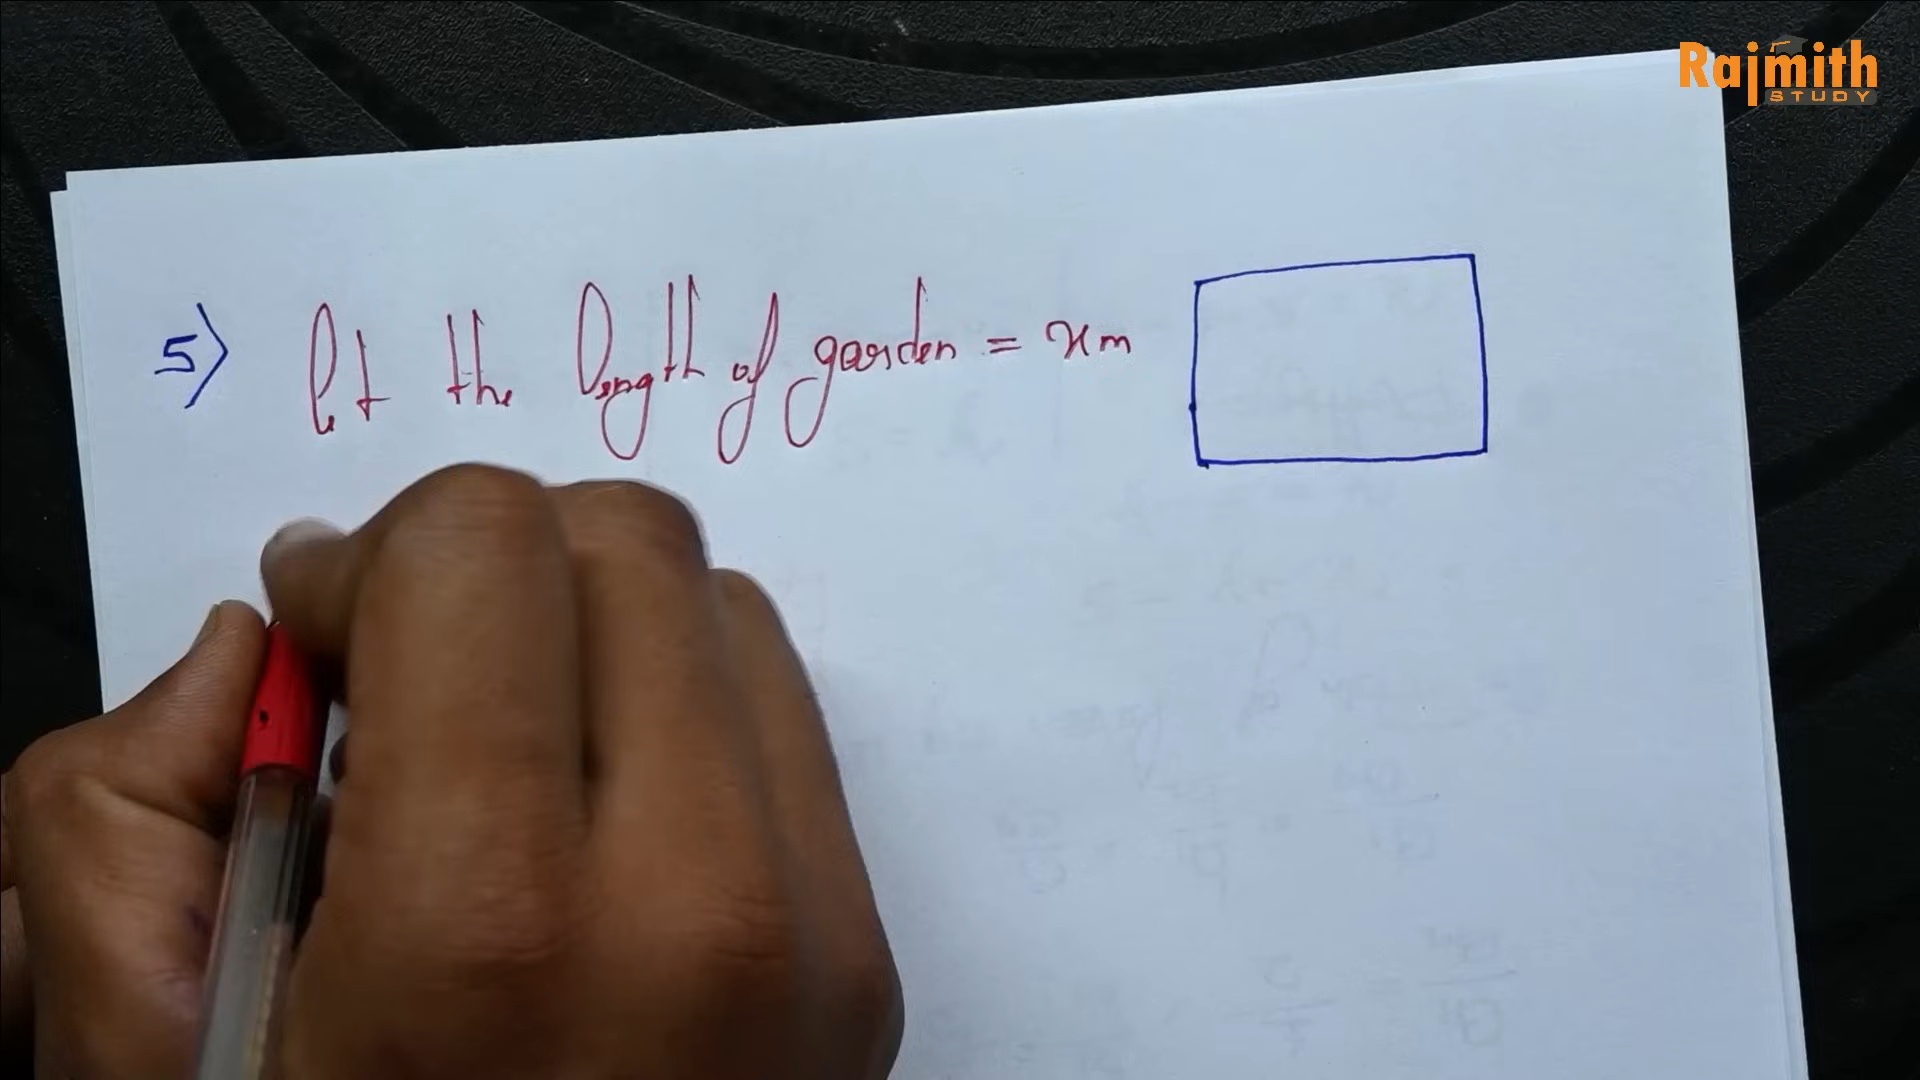 Rajmith
STUDY
5) let the length of garden = x m